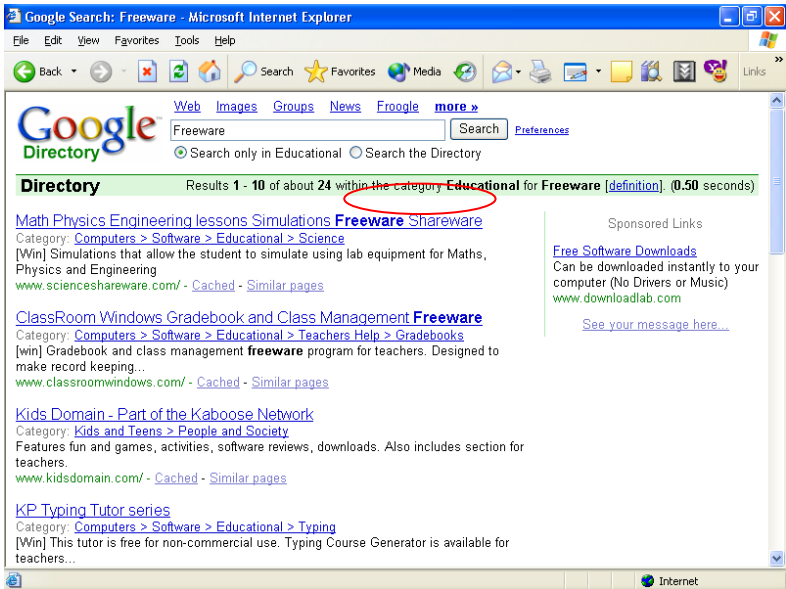 Google Search: Freeware - Microsoft Internet Explorer
File Edit View Favorites Tools Help
Back Search Favorites Media Links »
Web Images Groups News Froogle more »
Google™
Directory
Freeware Search Preferences
Search only in Educational Search the Directory
Directory Results 1 - 10 of about 24 within the category Educational for Freeware [definition]. (0.50 seconds)
Math Physics Engineering lessons Simulations Freeware Shareware
Category: Computers > Software > Educational > Science
[Win] Simulations that allow the student to simulate using lab equipment for Maths,
Physics and Engineering
www.scienceshareware.com/ - Cached - Similar pages
ClassRoom Windows Gradebook and Class Management Freeware
Category: Computers > Software > Educational > Teachers Help > Gradebooks
[win] Gradebook and class management freeware program for teachers. Designed to
make record keeping...
www.classroomwindows.com/ - Cached - Similar pages
Kids Domain - Part of the Kaboose Network
Category: Kids and Teens > People and Society
Features fun and games, activities, software reviews, downloads. Also includes section for
teachers.
www.kidsdomain.com/ - Cached - Similar pages
KP Typing Tutor series
Category: Computers > Software > Educational > Typing
[Win] This tutor is free for non-commercial use. Typing Course Generator is available for
teachers...
Sponsored Links
Free Software Downloads
Can be downloaded instantly to your
computer (No Drivers or Music)
www.downloadlab.com
See your message here...
Internet